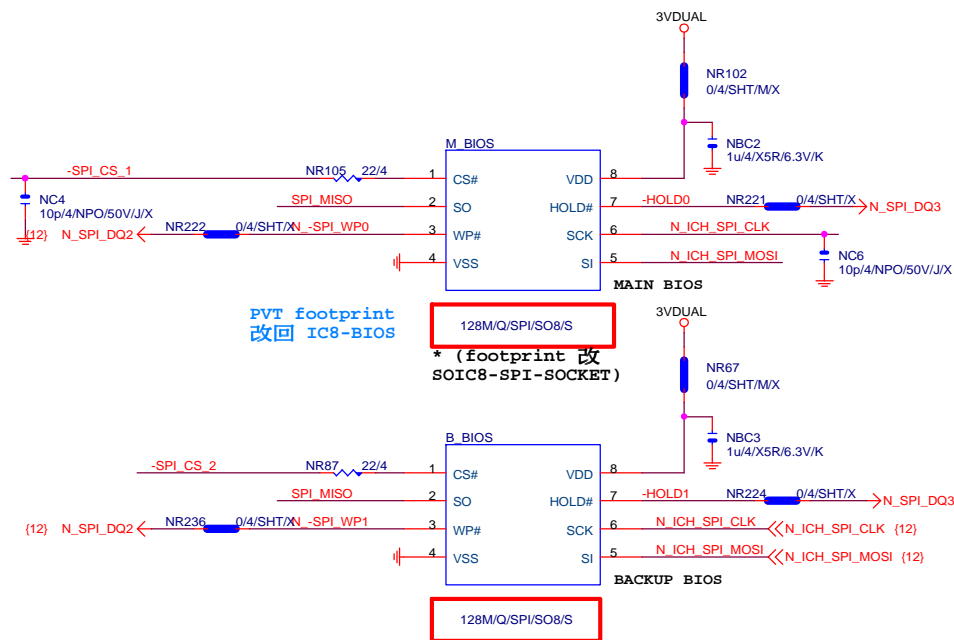 3VDUAL
NR102
0/4/SHT/M/X
NBC2
1u/4/X5R/6.3V/K
M_BIOS
-SPI_CS_1
NR105 22/4
1 CS#
VDD 8
NC4
10p/4/NPO/50V/J/X
SPI_MISO
2 SO
HOLD# 7
-HOLD0
NR221 0/4/SHT/X
N_SPI_DQ3
{12} N_SPI_DQ2
NR222 0/4/SHT/X
N_-SPI_WP0
3 WP#
SCK 6
N_ICH_SPI_CLK
4 VSS
SI 5
N_ICH_SPI_MOSI
NC6
10p/4/NPO/50V/J/X
MAIN BIOS
PVT footprint
改回 IC8-BIOS
128M/Q/SPI/SO8/S
* (footprint 改
SOIC8-SPI-SOCKET)
3VDUAL
NR67
0/4/SHT/M/X
NBC3
1u/4/X5R/6.3V/K
B_BIOS
-SPI_CS_2
NR87 22/4
1 CS#
VDD 8
SPI_MISO
2 SO
HOLD# 7
-HOLD1
NR224 0/4/SHT/X
N_SPI_DQ3
{12} N_SPI_DQ2
NR236 0/4/SHT/X
N_-SPI_WP1
3 WP#
SCK 6
N_ICH_SPI_CLK
N_ICH_SPI_CLK {12}
4 VSS
SI 5
N_ICH_SPI_MOSI
N_ICH_SPI_MOSI {12}
BACKUP BIOS
128M/Q/SPI/SO8/S